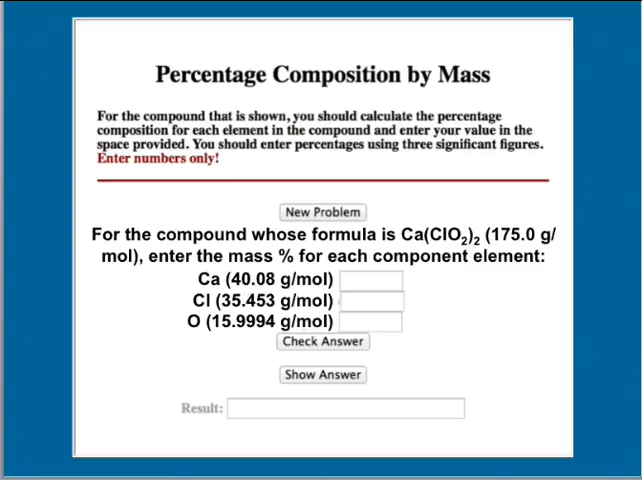 Percentage Composition by Mass
For the compound that is shown, you should calculate the percentage
composition for each element in the compound and enter your value in the
space provided. You should enter percentages using three significant figures.
Enter numbers only!
New Problem
For the compound whose formula is Ca(ClO₂)₂ (175.0 g/
mol), enter the mass % for each component element:
Ca (40.08 g/mol)
Cl (35.453 g/mol)
O (15.9994 g/mol)
Check Answer
Show Answer
Result: